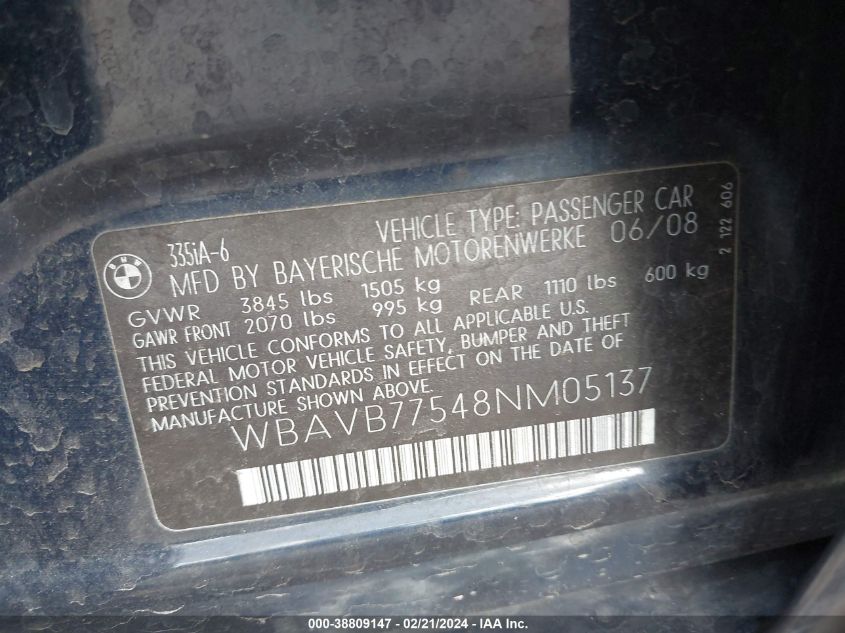 335iA-6
VEHICLE TYPE: PASSENGER CAR
MFD BY BAYERISCHE MOTORENWERKE 06/08
GVWR 3845 lbs 1505 kg
GAWR FRONT 2070 lbs 995 kg REAR 1110 lbs 600 kg
THIS VEHICLE CONFORMS TO ALL APPLICABLE U.S.
FEDERAL MOTOR VEHICLE SAFETY, BUMPER AND THEFT
PREVENTION STANDARDS IN EFFECT ON THE DATE OF
MANUFACTURE SHOWN ABOVE.
WBAVB77548NM05137
2 122 606
BMW
000-38809147 - 02/21/2024 - IAAI.com